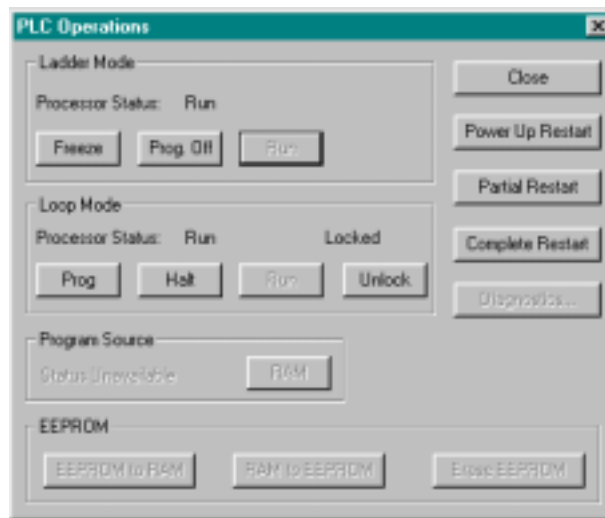 PLC Operations
Ladder Mode
Close
Processor Status: Run
Power Up Restart
Freeze Prog. Off Run
Partial Restart
Loop Mode
Processor Status: Run Locked
Complete Restart
Prog Halt Run Unlock
Diagnostics...
Program Source
Status Unavailable RAM
EEPROM
EEPROM to RAM RAM to EEPROM Erase EEPROM